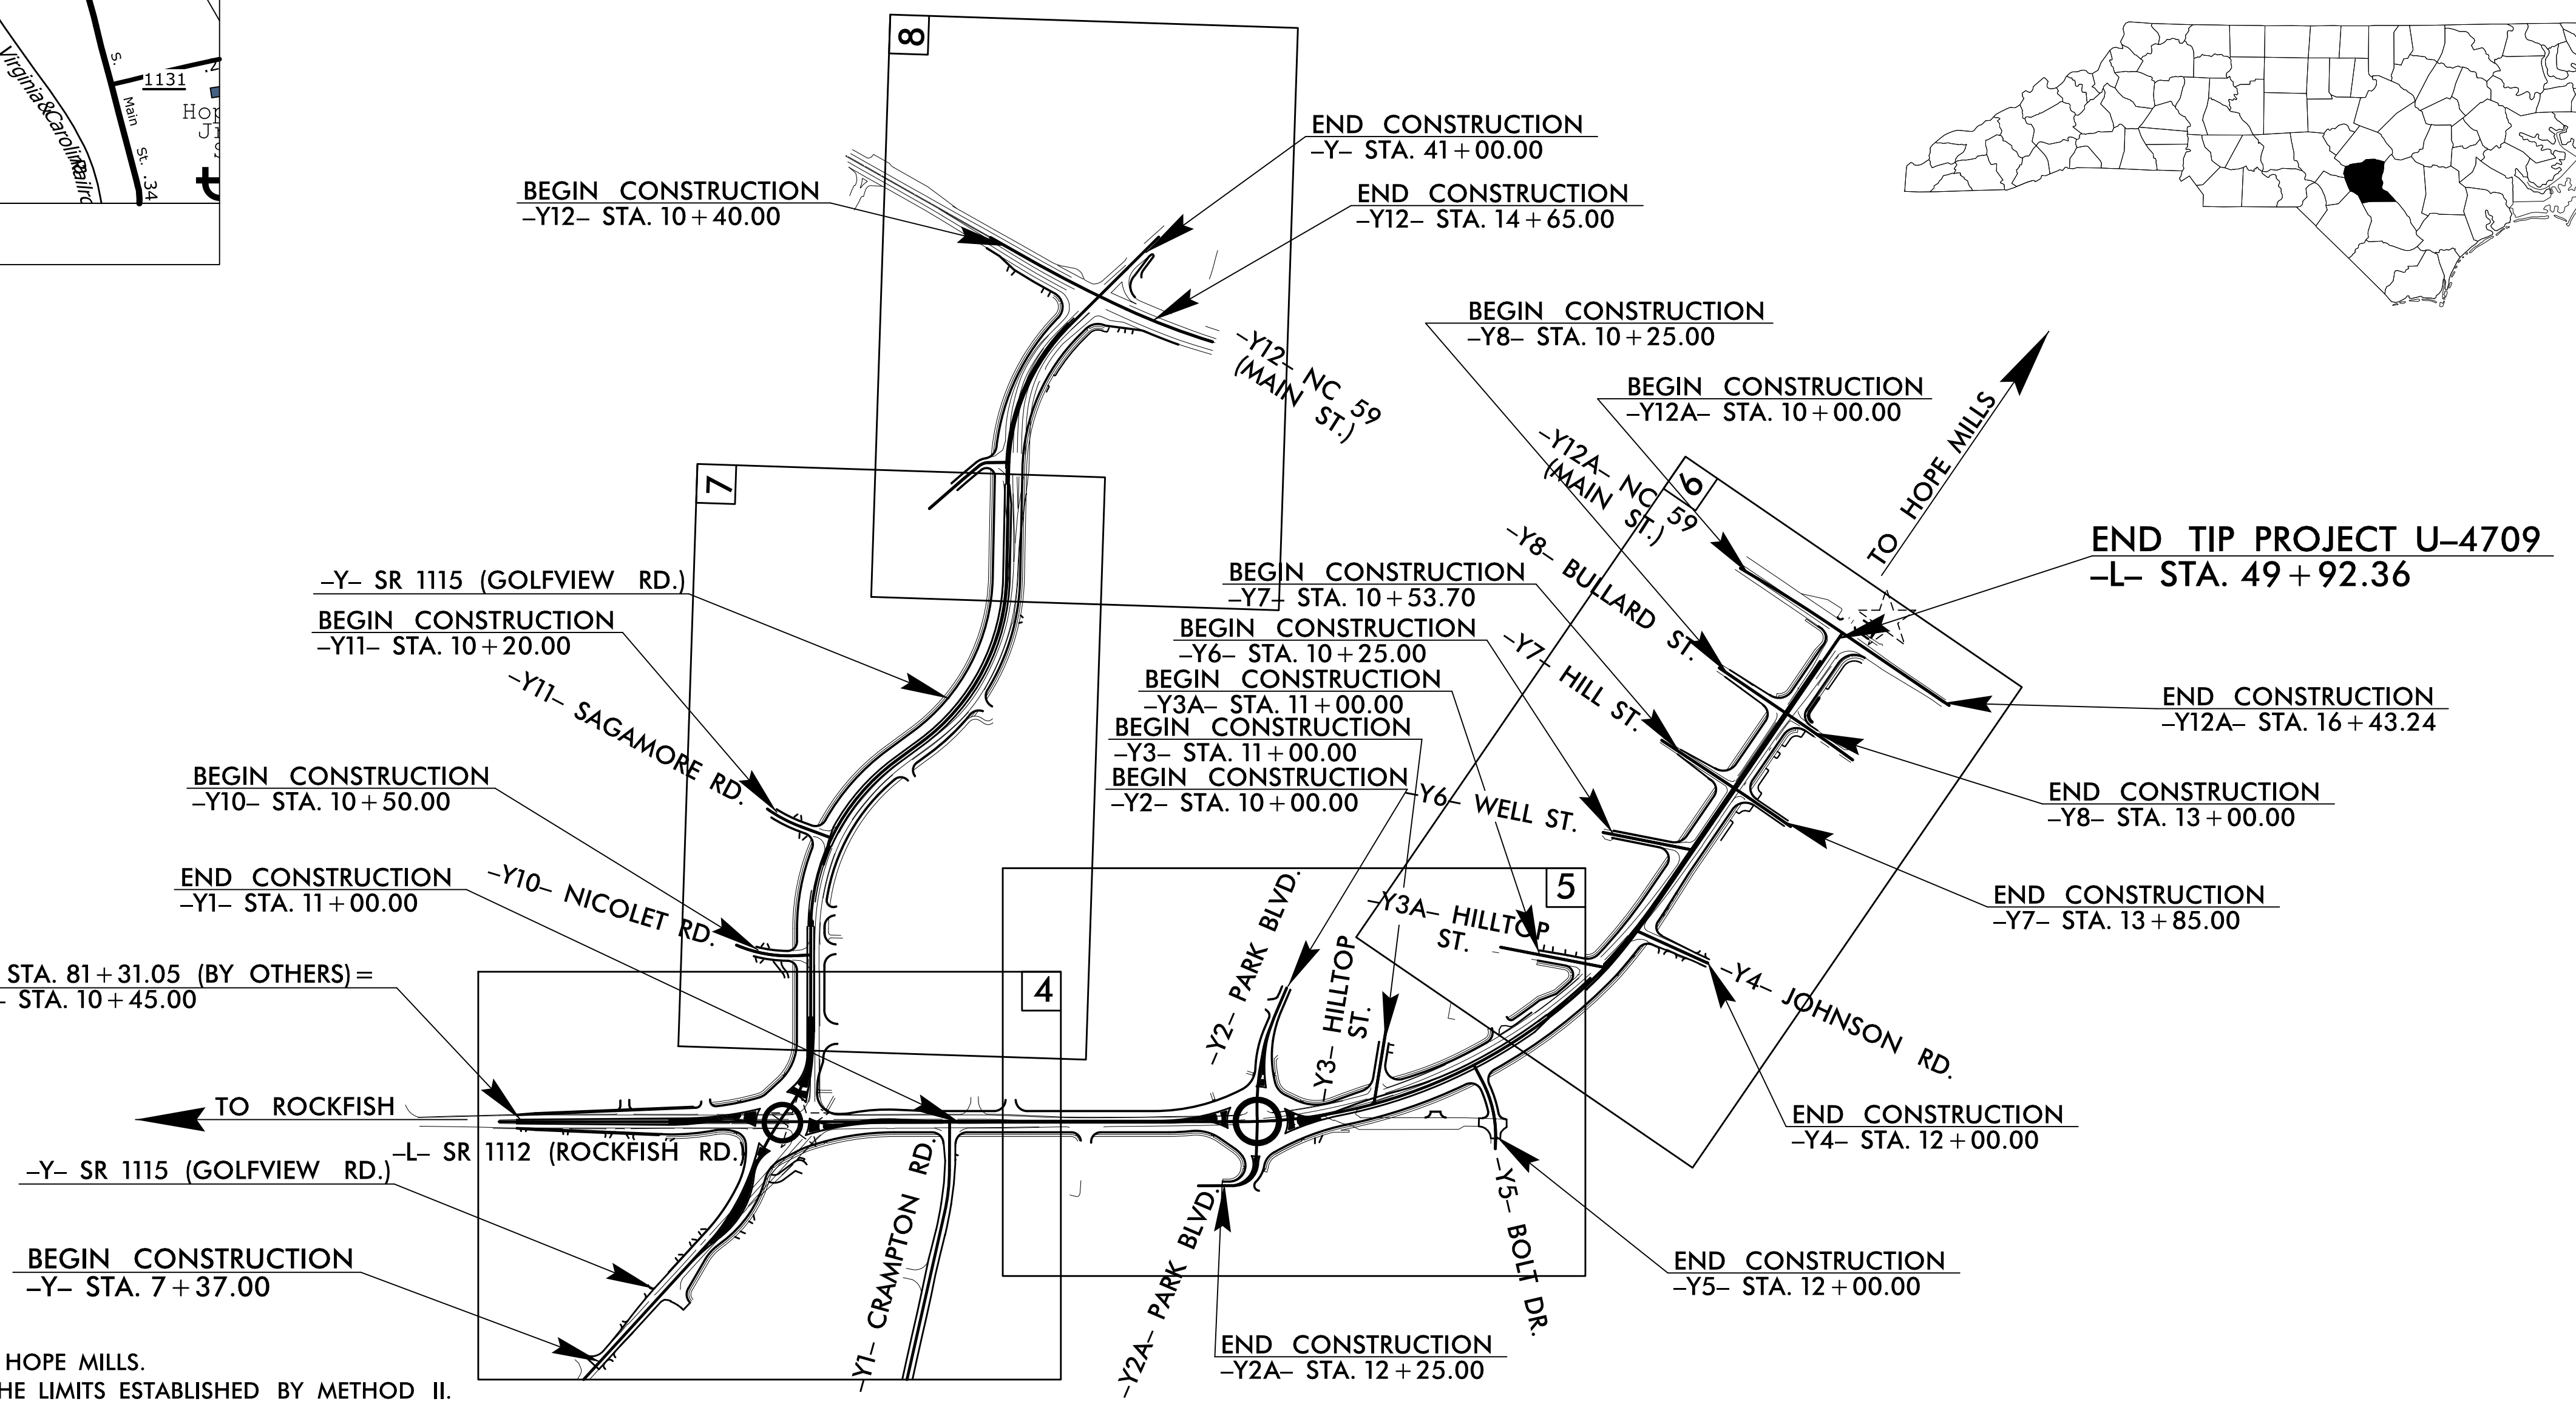 Virginia & Carolina
S.
Main
St.
1131
.34
Hop
8
END CONSTRUCTION
–Y– STA. 41+00.00
BEGIN CONSTRUCTION
–Y12– STA. 10+40.00
END CONSTRUCTION
–Y12– STA. 14+65.00
–Y12– NC 59
(MAIN ST.)
BEGIN CONSTRUCTION
–Y8– STA. 10+25.00
BEGIN CONSTRUCTION
–Y12A– STA. 10+00.00
TO HOPE MILLS
–Y12A– NC 59
(MAIN ST.)
6
7
END TIP PROJECT U–4709
–L– STA. 49+92.36
–Y8– BULLARD ST.
–Y– SR 1115 (GOLFVIEW RD.)
BEGIN CONSTRUCTION
–Y7– STA. 10+53.70
BEGIN CONSTRUCTION
–Y11– STA. 10+20.00
BEGIN CONSTRUCTION
–Y6– STA. 10+25.00
–Y7– HILL ST.
–Y11– SAGAMORE RD.
BEGIN CONSTRUCTION
–Y3A– STA. 11+00.00
END CONSTRUCTION
–Y12A– STA. 16+43.24
BEGIN CONSTRUCTION
–Y3– STA. 11+00.00
BEGIN CONSTRUCTION
–Y10– STA. 10+50.00
BEGIN CONSTRUCTION
–Y2– STA. 10+00.00
–Y6– WELL ST.
END CONSTRUCTION
–Y8– STA. 13+00.00
END CONSTRUCTION
–Y1– STA. 11+00.00
–Y10– NICOLET RD.
5
–Y3A– HILLTOP
ST.
END CONSTRUCTION
–Y7– STA. 13+85.00
–Y2– PARK BLVD.
–Y3– HILLTOP
ST.
–Y4– JOHNSON RD.
STA. 81+31.05 (BY OTHERS)=
– STA. 10+45.00
4
TO ROCKFISH
–L– SR 1112 (ROCKFISH RD.)
END CONSTRUCTION
–Y4– STA. 12+00.00
–Y– SR 1115 (GOLFVIEW RD.)
–Y1– CRAMPTON RD.
–Y2A– PARK BLVD.
–Y5– BOLT DR.
BEGIN CONSTRUCTION
–Y– STA. 7+37.00
END CONSTRUCTION
–Y5– STA. 12+00.00
END CONSTRUCTION
–Y2A– STA. 12+25.00
HOPE MILLS.
HE LIMITS ESTABLISHED BY METHOD II.